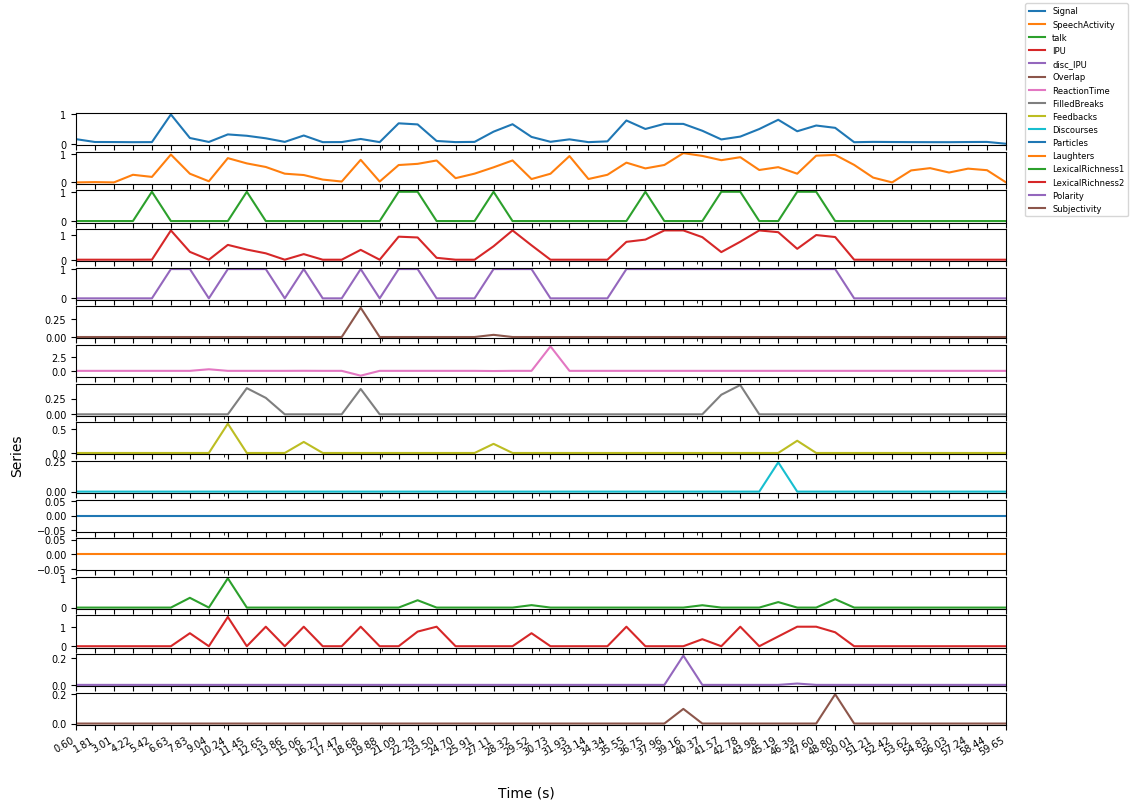 Signal
SpeechActivity
talk
IPU
disc_IPU
Overlap
ReactionTime
FilledBreaks
Feedbacks
Discourses
Particles
Laughters
LexicalRichness1
LexicalRichness2
Polarity
Subjectivity
1
0
1
0
1
0
1
0
1
0
0.25
0.00
2.5
0.0
0.25
0.00
0.5
0.0
0.25
0.00
0.05
0.00
−0.05
0.05
0.00
−0.05
1
0
1
0
0.2
0.0
0.2
0.0
Series
0.60 1.81 3.01 4.22 5.42 6.63 7.83 9.04 10.24 11.45 12.65 13.86 15.06 16.27 17.47 18.68 19.88 21.09 22.29 23.50 24.70 25.91 27.11 28.32 29.52 30.73 31.93 33.14 34.34 35.55 36.75 37.96 39.16 40.37 41.57 42.78 43.98 45.19 46.39 47.60 48.80 50.01 51.21 52.42 53.62 54.83 56.03 57.24 58.44 59.65
Time (s)